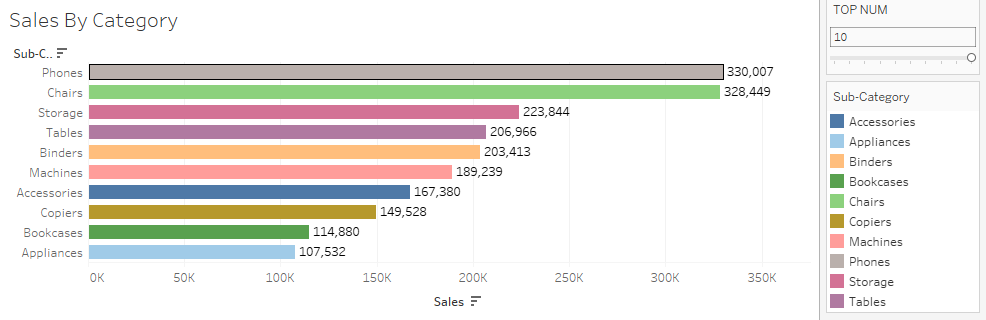 Sales By Category
Sub-C..
Phones 330,007
Chairs 328,449
Storage 223,844
Tables 206,966
Binders 203,413
Machines 189,239
Accessories 167,380
Copiers 149,528
Bookcases 114,880
Appliances 107,532
0K 50K 100K 150K 200K 250K 300K 350K
Sales
TOP NUM
10
Sub-Category
Accessories
Appliances
Binders
Bookcases
Chairs
Copiers
Machines
Phones
Storage
Tables